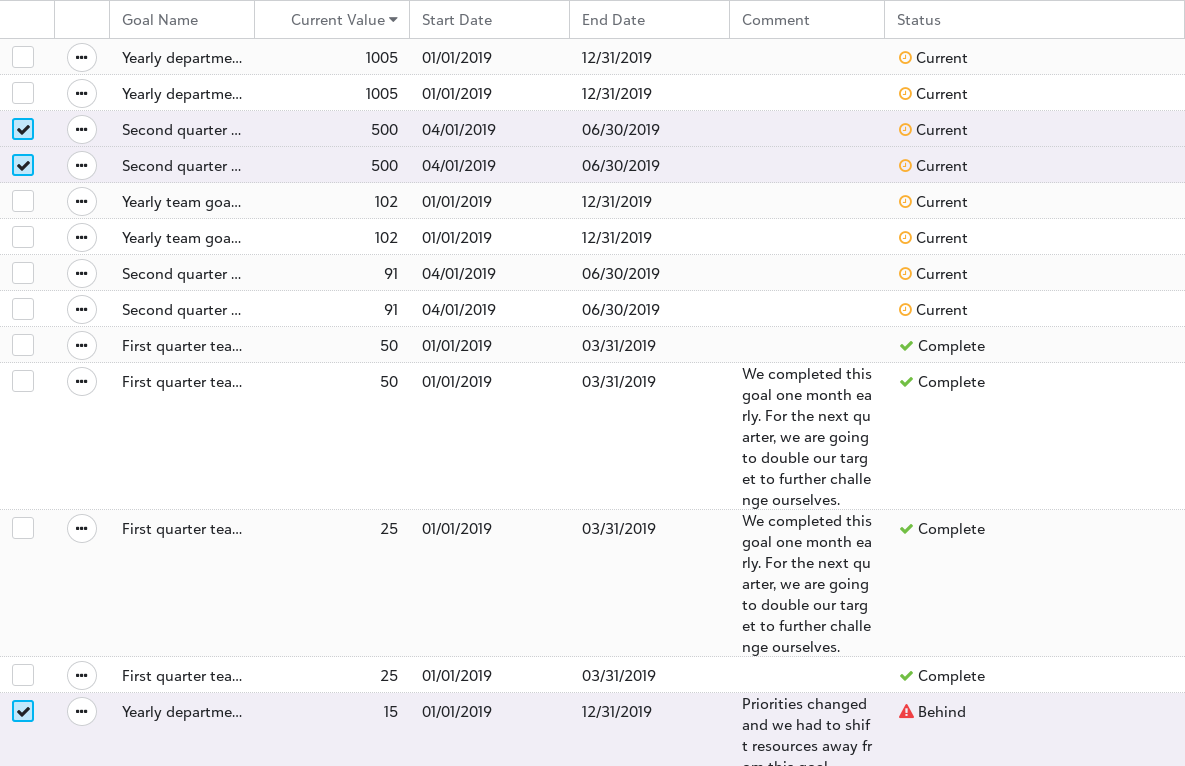 Goal Name Current Value Start Date End Date Comment Status
Yearly departme... 1005 01/01/2019 12/31/2019 Current
Yearly departme... 1005 01/01/2019 12/31/2019 Current
Second quarter ... 500 04/01/2019 06/30/2019 Current
Second quarter ... 500 04/01/2019 06/30/2019 Current
Yearly team goa... 102 01/01/2019 12/31/2019 Current
Yearly team goa... 102 01/01/2019 12/31/2019 Current
Second quarter ... 91 04/01/2019 06/30/2019 Current
Second quarter ... 91 04/01/2019 06/30/2019 Current
First quarter tea... 50 01/01/2019 03/31/2019 Complete
First quarter tea... 50 01/01/2019 03/31/2019 We completed this Complete
goal one month ea
rly. For the next qu
arter, we are going
to double our targ
et to further challe
nge ourselves.
First quarter tea... 25 01/01/2019 03/31/2019 We completed this Complete
goal one month ea
rly. For the next qu
arter, we are going
to double our targ
et to further challe
nge ourselves.
First quarter tea... 25 01/01/2019 03/31/2019 Complete
Yearly departme... 15 01/01/2019 12/31/2019 Priorities changed Behind
and we had to shif
t resources away fr
om this goal